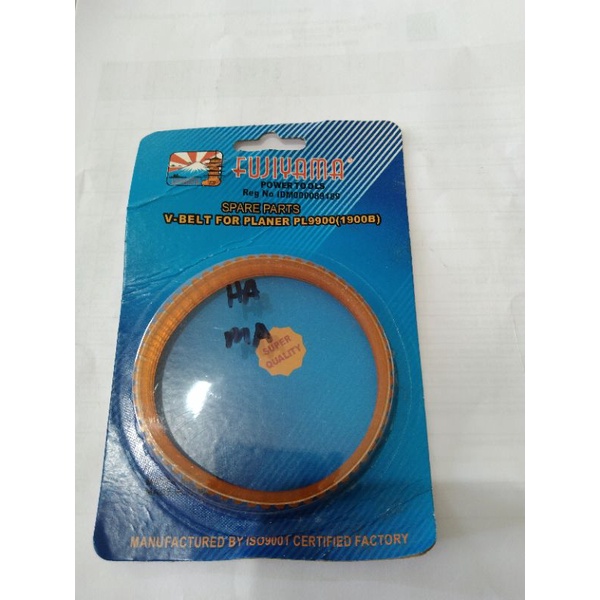 FUJIYAMA
POWER TOOLS
SPARE PARTS
V-BELT FOR PLANER PL9900(1900B)
HA
MA
SUPER
QUALITY
MANUFACTURED BY ISO9001 CERTIFIED FACTORY